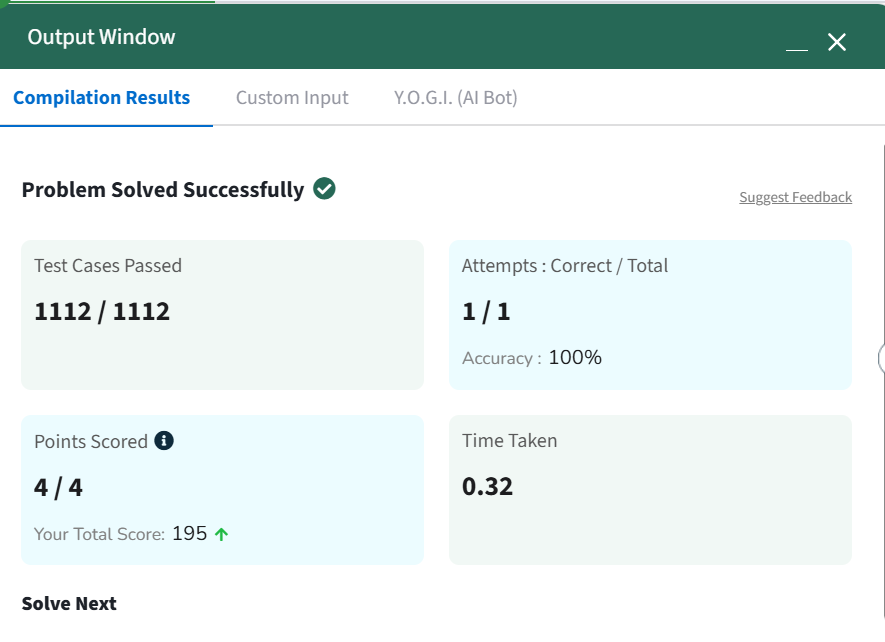 Output Window
Compilation Results Custom Input Y.O.G.I. (AI Bot)
Problem Solved Successfully
Suggest Feedback
Test Cases Passed
1112 / 1112
Attempts : Correct / Total
1 / 1
Accuracy : 100%
Points Scored
4 / 4
Your Total Score: 195
Time Taken
0.32
Solve Next